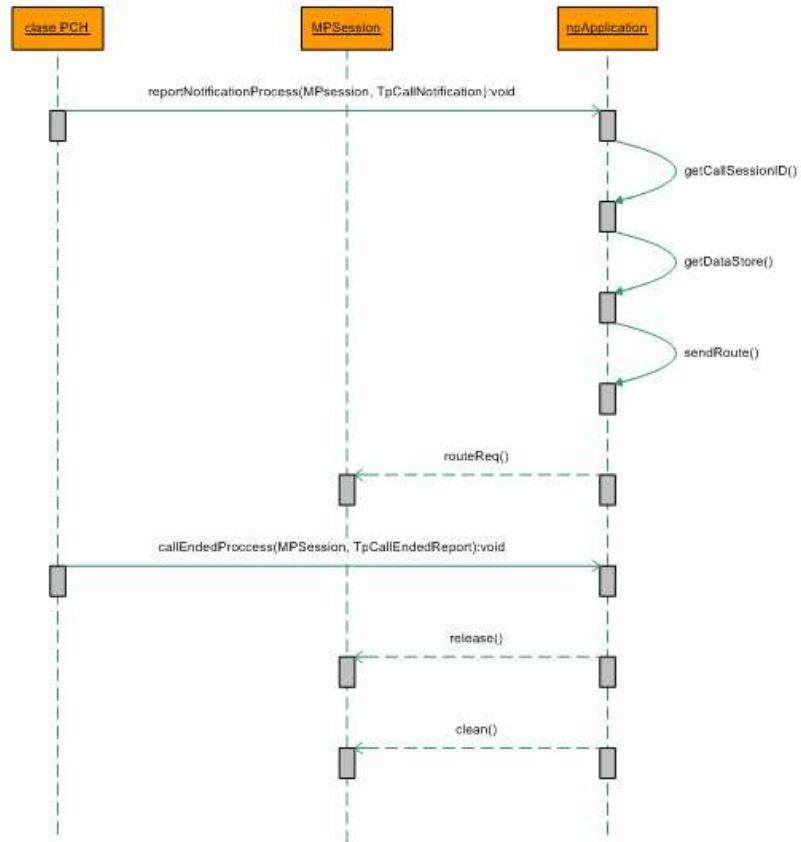 clase PCH
MPSession
npApplication
reportNotificationProcess(MPsession, TpCallNotification):void
getCallSessionID()
getDataStore()
sendRoute()
routeReq()
callEndedProccess(MPSession, TpCallEndedReport):void
release()
clean()